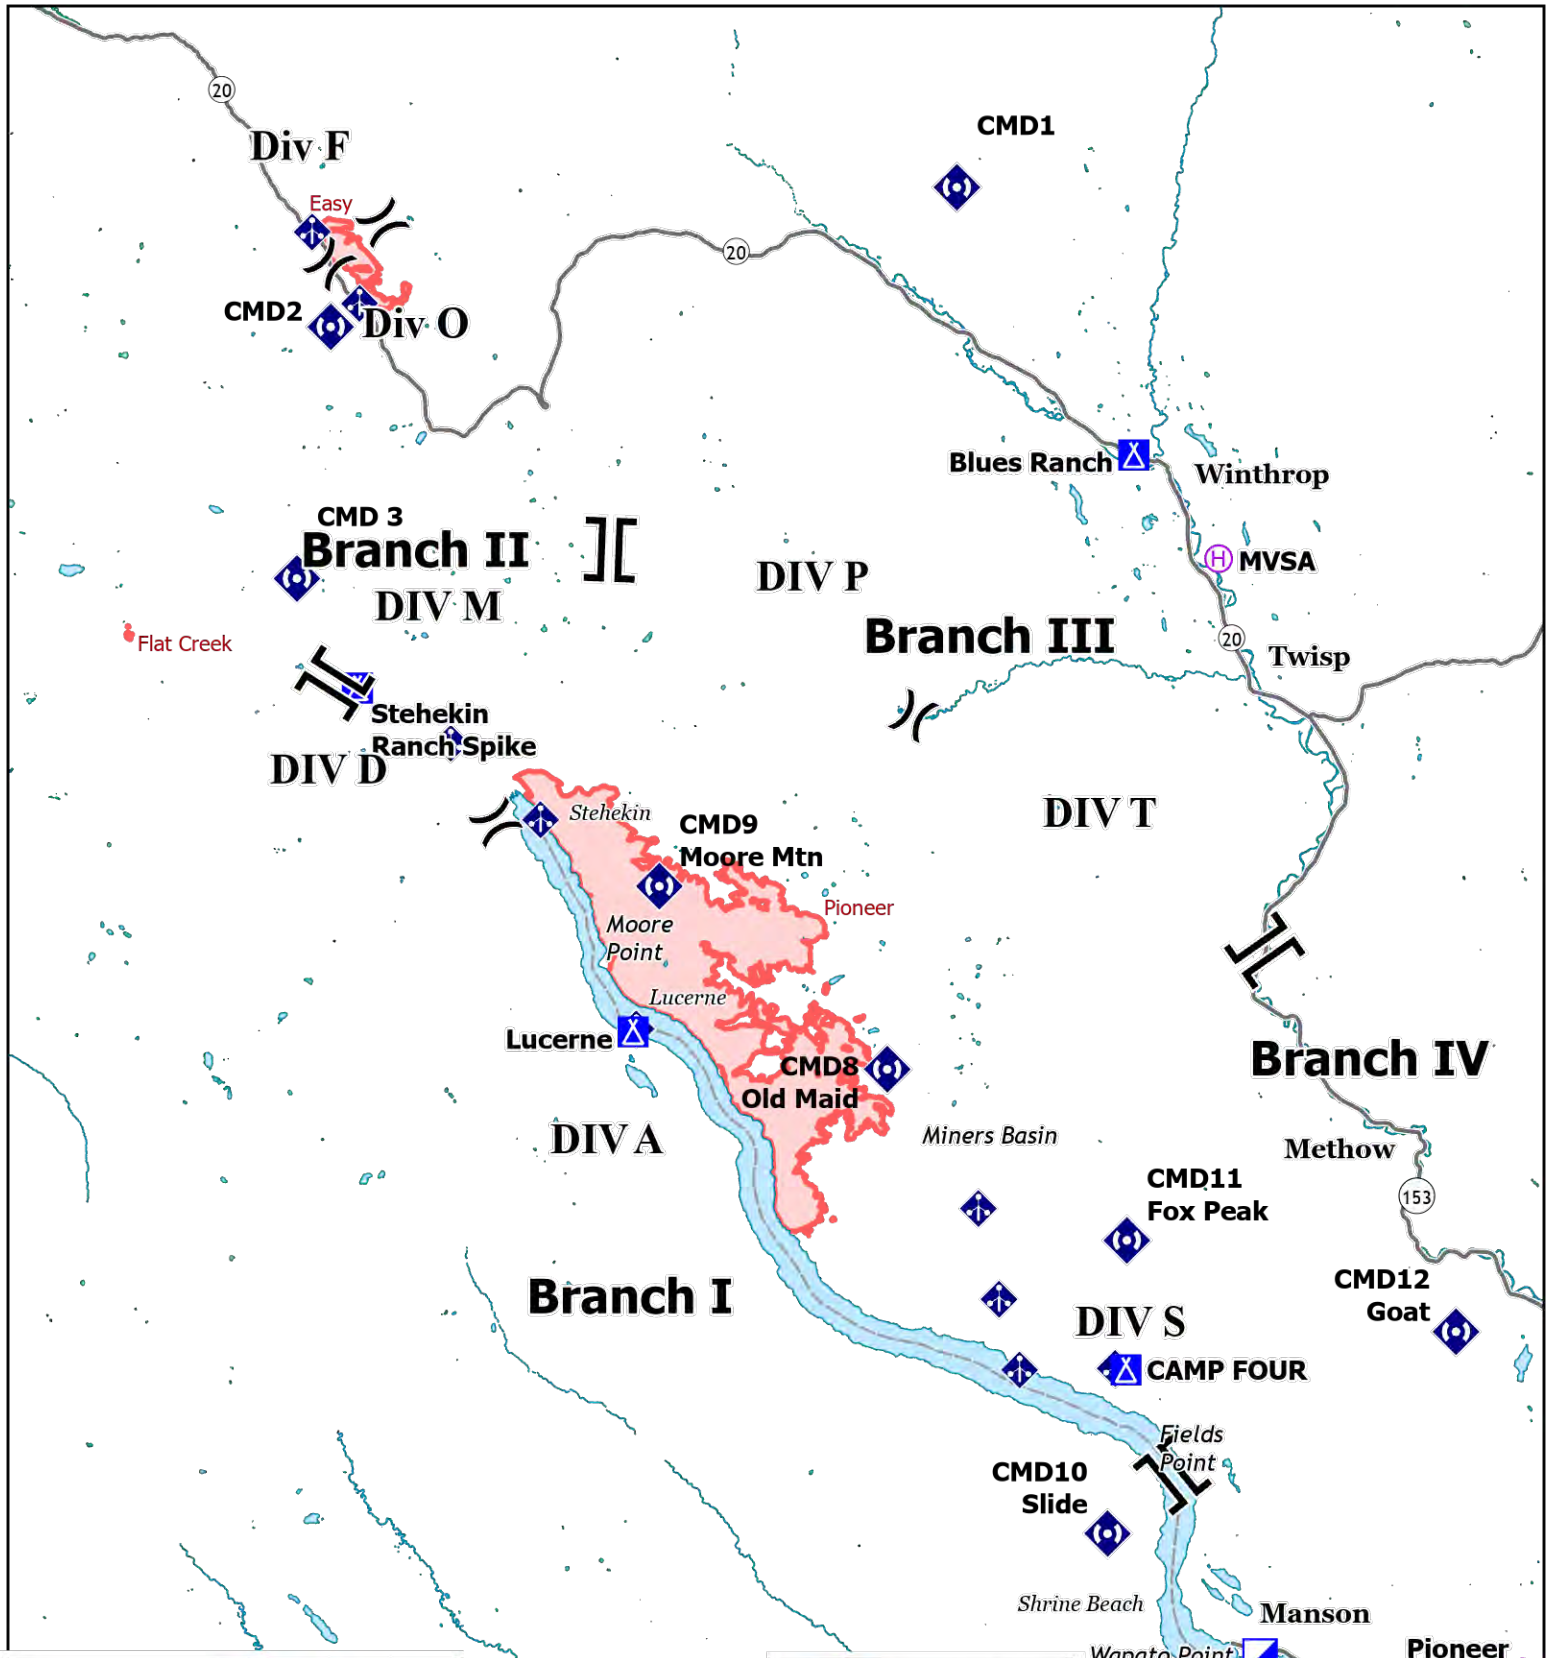 20
CMD1
Div F
Easy
20
CMD2
Div O
Blues Ranch
Winthrop
CMD 3
Branch II
MVSA
DIV P
DIV M
Branch III
20
Flat Creek
Twisp
Stehekin
Ranch Spike
DIV D
Stehekin
CMD9
Moore Mtn
DIV T
Pioneer
Moore
Point
Lucerne
Lucerne
Branch IV
CMD8
Old Maid
Miners Basin
DIV A
Methow
CMD11
Fox Peak
153
CMD12
Goat
Branch I
DIV S
CAMP FOUR
Fields
Point
CMD10
Slide
Shrine Beach
Manson
Wapato Point
Pioneer